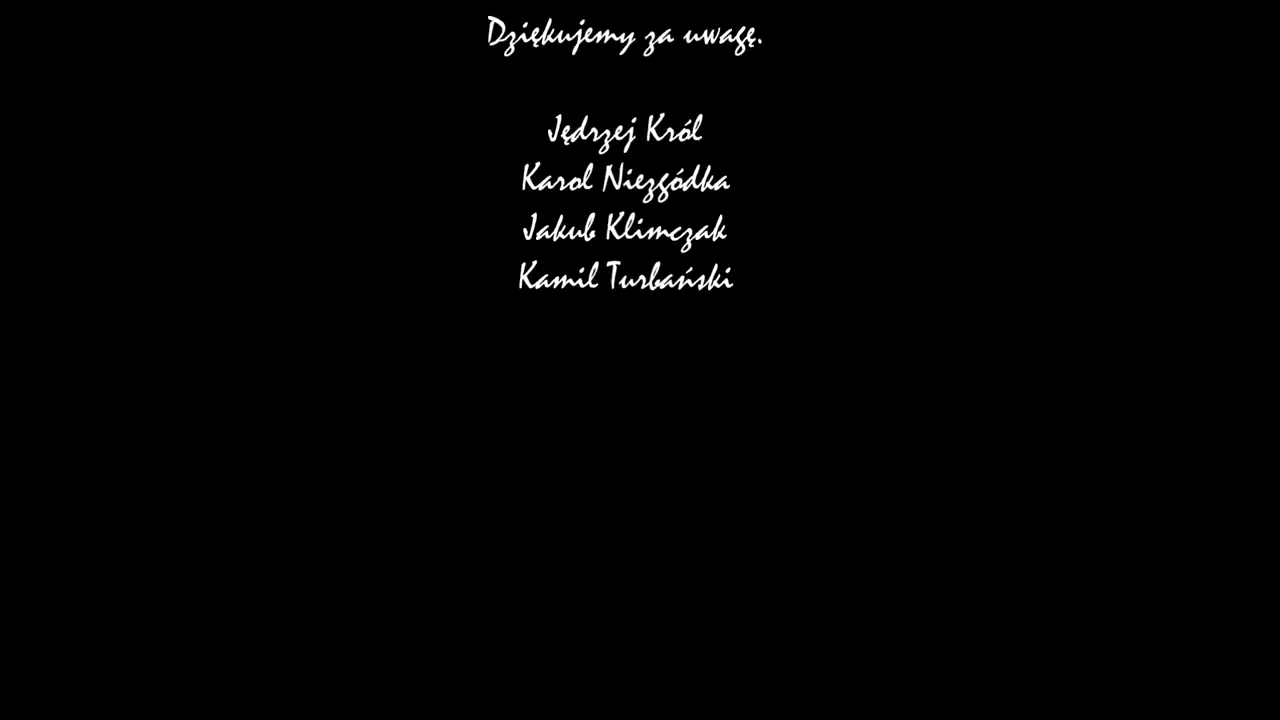 Dziękujemy za uwagę.
Jędrzej Król
Karol Niezgódka
Jakub Klimczak
Kamil Turbański